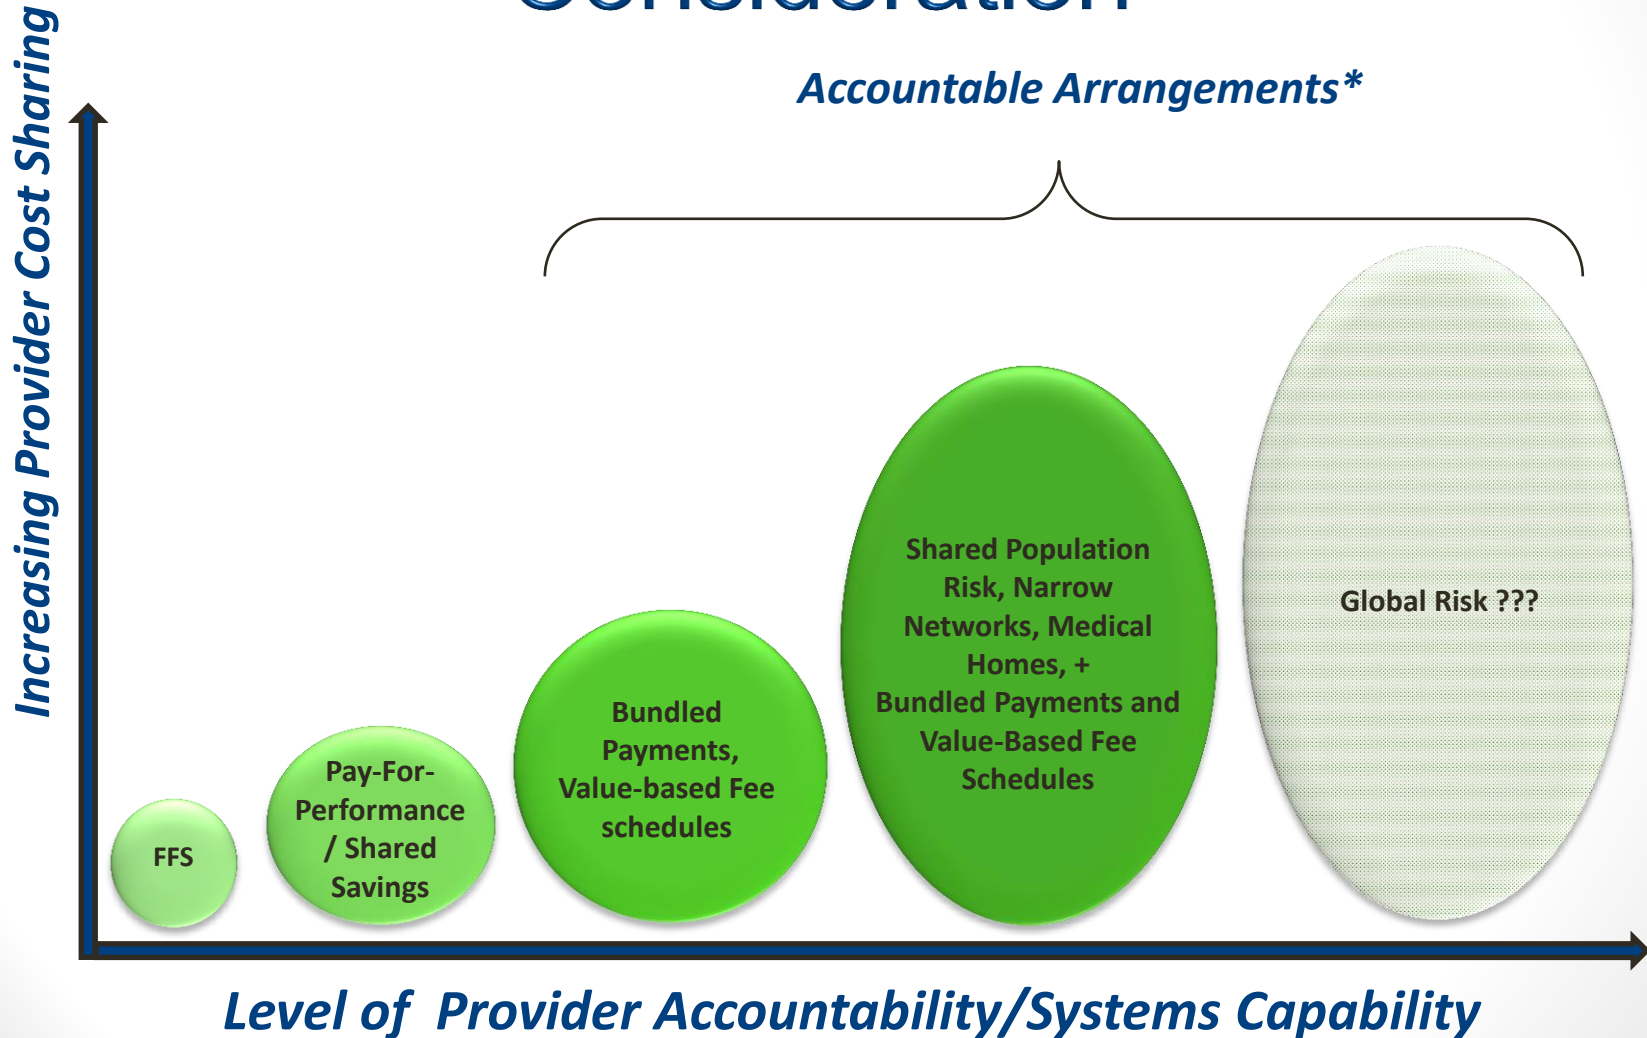 Consideration
Accountable Arrangements*
Increasing Provider Cost Sharing
FFS
Pay-For-
Performance
/ Shared
Savings
Bundled
Payments,
Value-based Fee
schedules
Shared Population
Risk, Narrow
Networks, Medical
Homes, +
Bundled Payments and
Value-Based Fee
Schedules
Global Risk ???
Level of Provider Accountability/Systems Capability